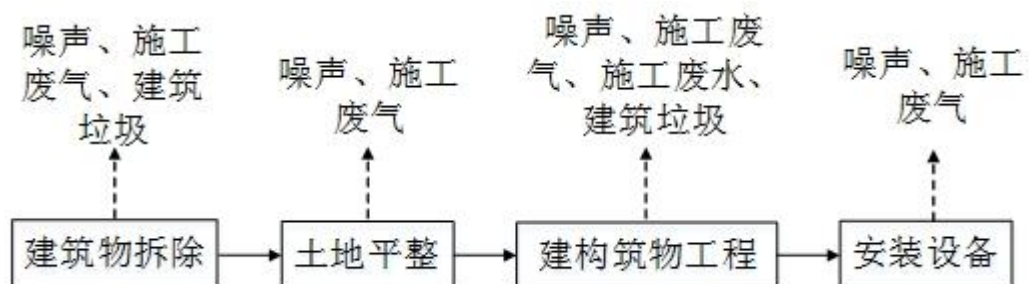 噪声、施工
废气、建筑
垃圾
噪声、施工
废气
噪声、施工废
气、施工废水、
建筑垃圾
噪声、施工
废气
建筑物拆除
土地平整
建构筑物工程
安装设备